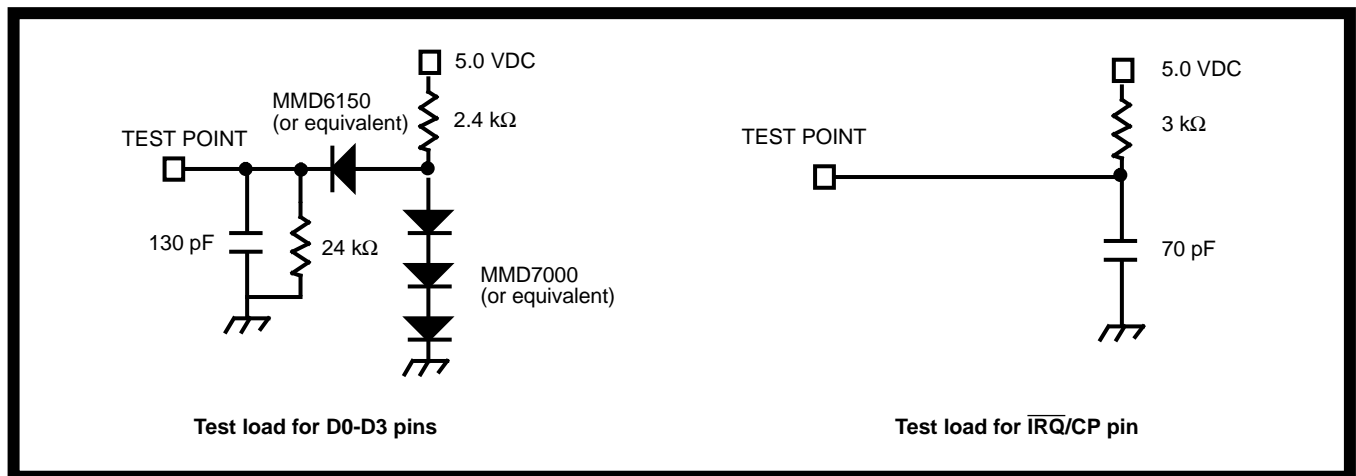 5.0 VDC
MMD6150
(or equivalent)
2.4 kΩ
TEST POINT
130 pF
24 kΩ
MMD7000
(or equivalent)
Test load for D0-D3 pins
5.0 VDC
3 kΩ
TEST POINT
70 pF
Test load for I̅R̅Q̅/CP pin